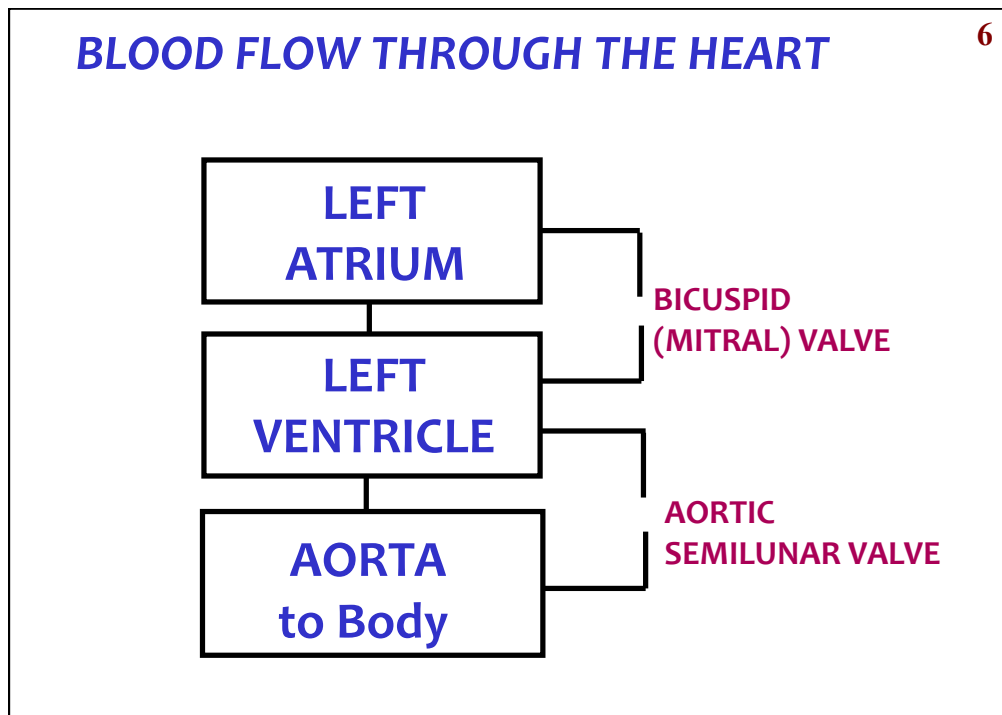 BLOOD FLOW THROUGH THE HEART
6
LEFT
ATRIUM
BICUSPID
(MITRAL) VALVE
LEFT
VENTRICLE
AORTIC
SEMILUNAR VALVE
AORTA
to Body